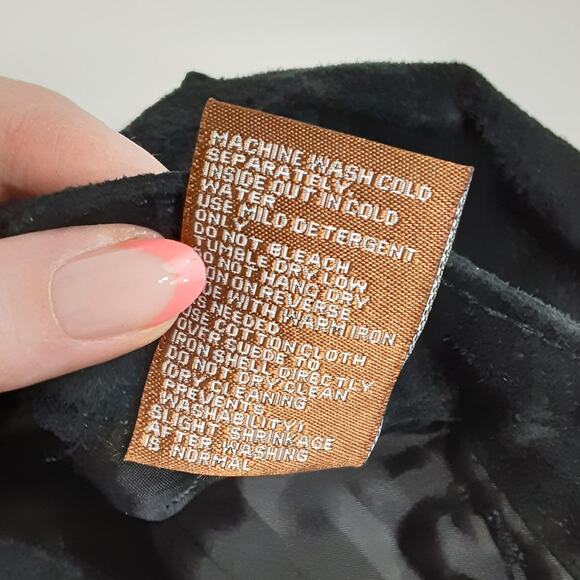 MACHINE WASH COLD
SEPARATELY
INSIDE OUT IN COLD
WATER
USE MILD DETERGENT
ONLY
DO NOT BLEACH
TUMBLE DRY LOW
DO NOT HANG DRY
IRON ON REVERSE
SIDE WITH WARM IRON
AS NEEDED
USE COTTON CLOTH
OVER SUEDE TO
IRON SHELL DIRECTLY
DO NOT DRY CLEAN
(DRY CLEANING
PREVENTS
WASHABILITY)
SLIGHT SHRINKAGE
AFTER WASHING
IS NORMAL